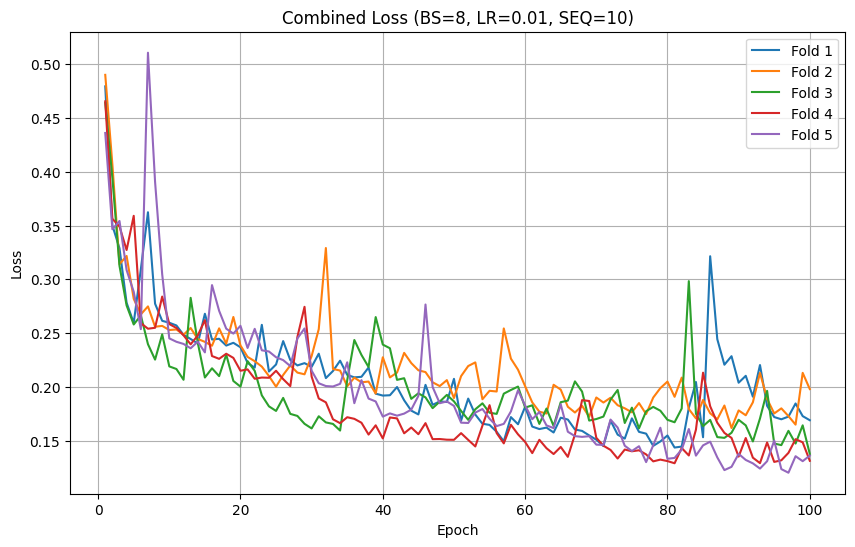 Combined Loss (BS=8, LR=0.01, SEQ=10)
Fold 1
Fold 2
Fold 3
Fold 4
Fold 5
Loss
0.50
0.45
0.40
0.35
0.30
0.25
0.20
0.15
0 20 40 60 80 100
Epoch